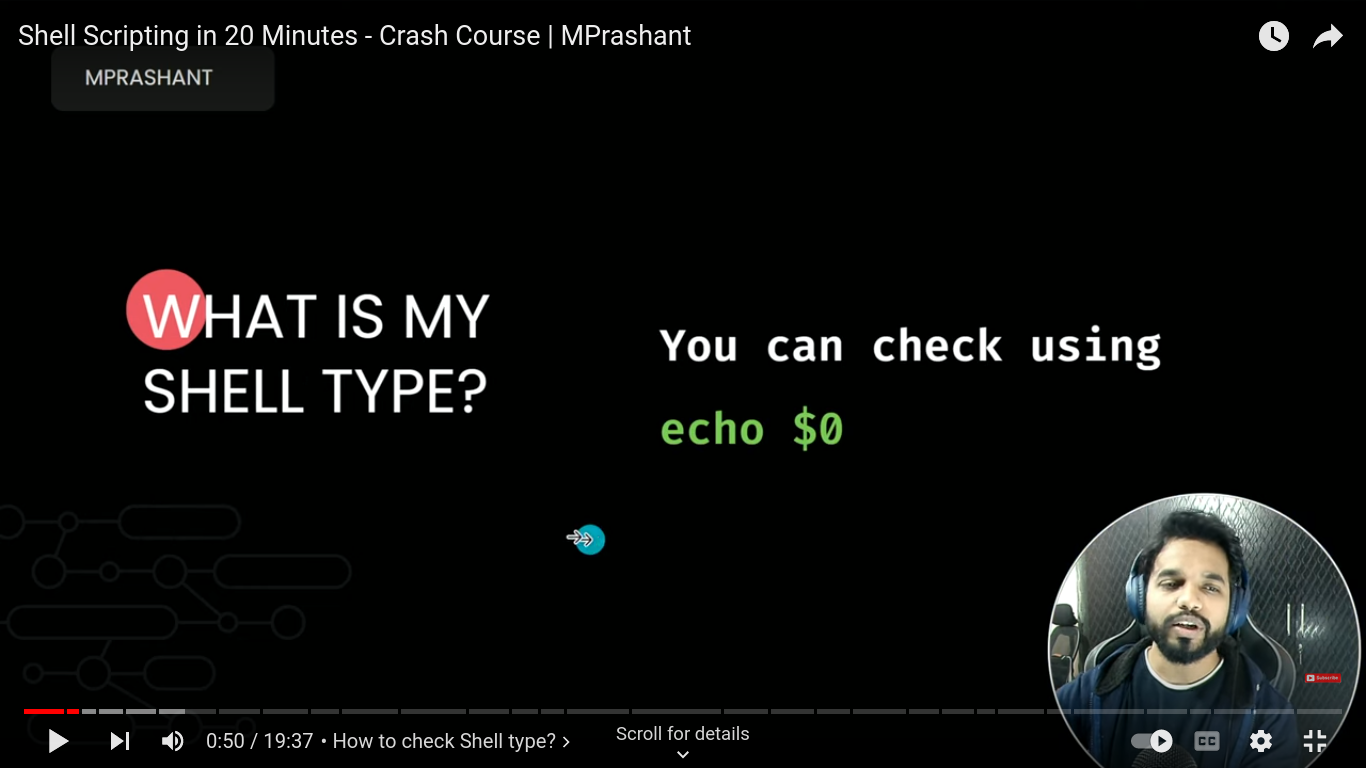 Shell Scripting in 20 Minutes - Crash Course | MPrashant
MPRASHANT
WHAT IS MY
SHELL TYPE?
You can check using
echo $0
Subscribe
0:50 / 19:37 • How to check Shell type? ›
Scroll for details
CC